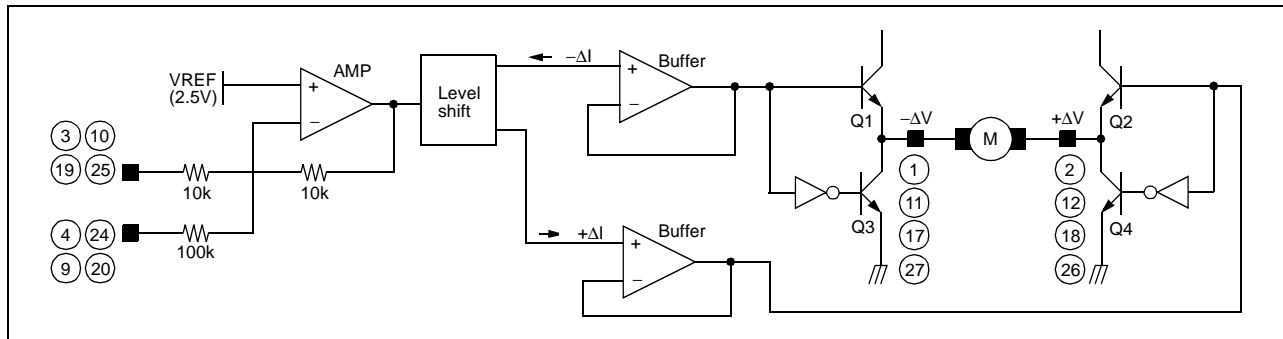 AMP
VREF
(2.5V)
3 10
19 25
10k
10k
4 24
9 20
100k
Level
shift
−ΔI
Buffer
+ΔI
Buffer
Q1
Q3
−ΔV
1
11
17
27
M
+ΔV
2
12
18
26
Q2
Q4
+
−
+
−
+
−